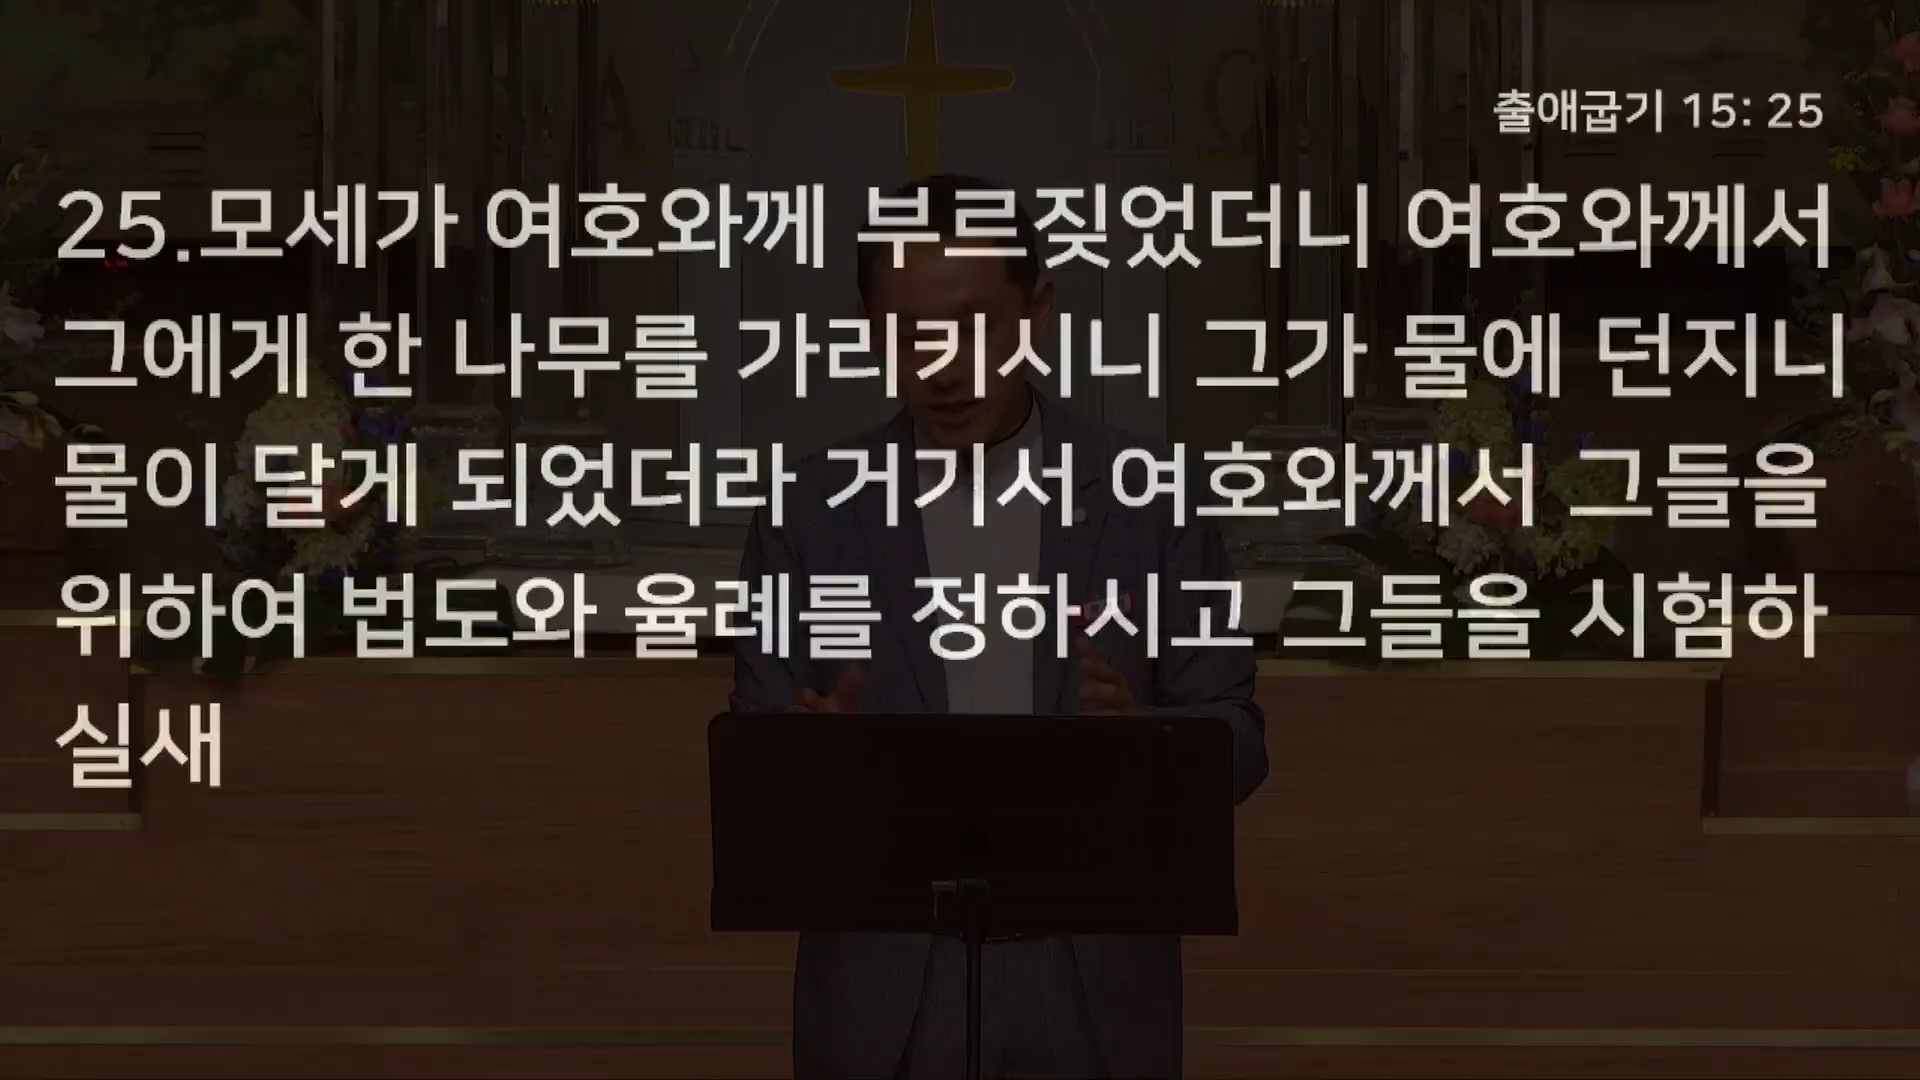 출애굽기 15: 25
25.모세가 여호와께 부르짖었더니 여호와께서
그에게 한 나무를 가리키시니 그가 물에 던지니
물이 달게 되었더라 거기서 여호와께서 그들을
위하여 법도와 율례를 정하시고 그들을 시험하
실새